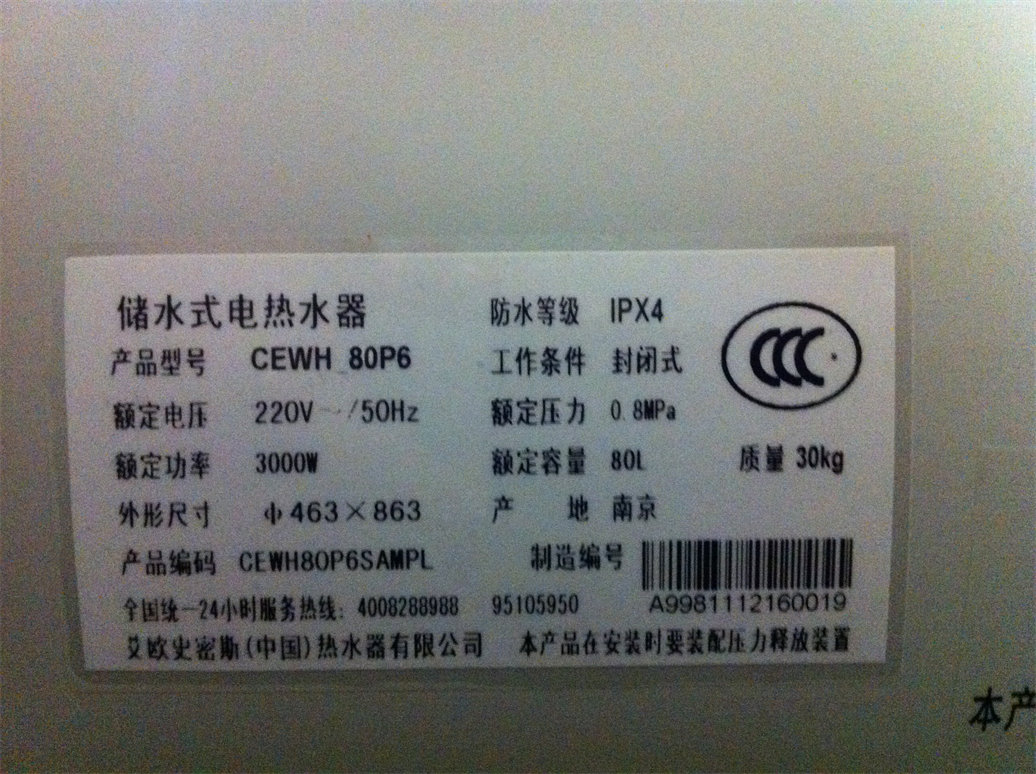 储水式电热水器 防水等级 IPX4
产品型号 CEWH_80P6 工作条件 封闭式
CCC
额定电压 220V~/50Hz 额定压力 0.8MPa
额定功率 3000W 额定容量 80L 质量 30kg
外形尺寸 ф463×863 产 地 南京
产品编码 CEWH80P6SAMPL 制造编号
全国统一24小时服务热线: 4008288988 95105950 A9981112160019
艾欧史密斯(中国)热水器有限公司 本产品在安装时要装配压力释放装置
本产